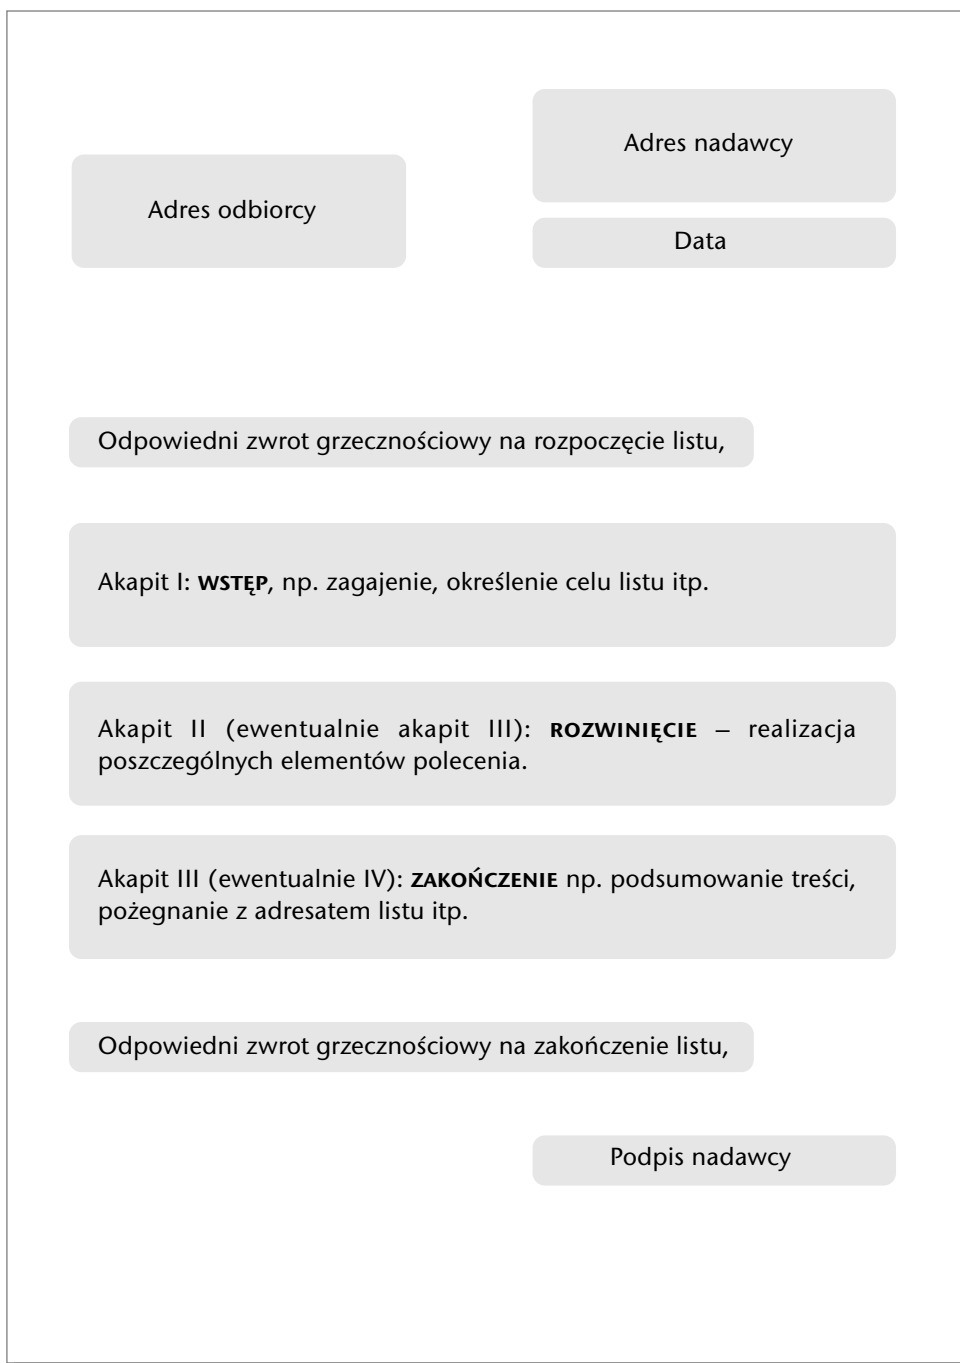 Adres nadawcy
Adres odbiorcy
Data
Odpowiedni zwrot grzecznościowy na rozpoczęcie listu,
Akapit I: WSTĘP, np. zagajenie, określenie celu listu itp.
Akapit II (ewentualnie akapit III): ROZWINIĘCIE – realizacja
poszczególnych elementów polecenia.
Akapit III (ewentualnie IV): ZAKOŃCZENIE np. podsumowanie treści,
pożegnanie z adresatem listu itp.
Odpowiedni zwrot grzecznościowy na zakończenie listu,
Podpis nadawcy